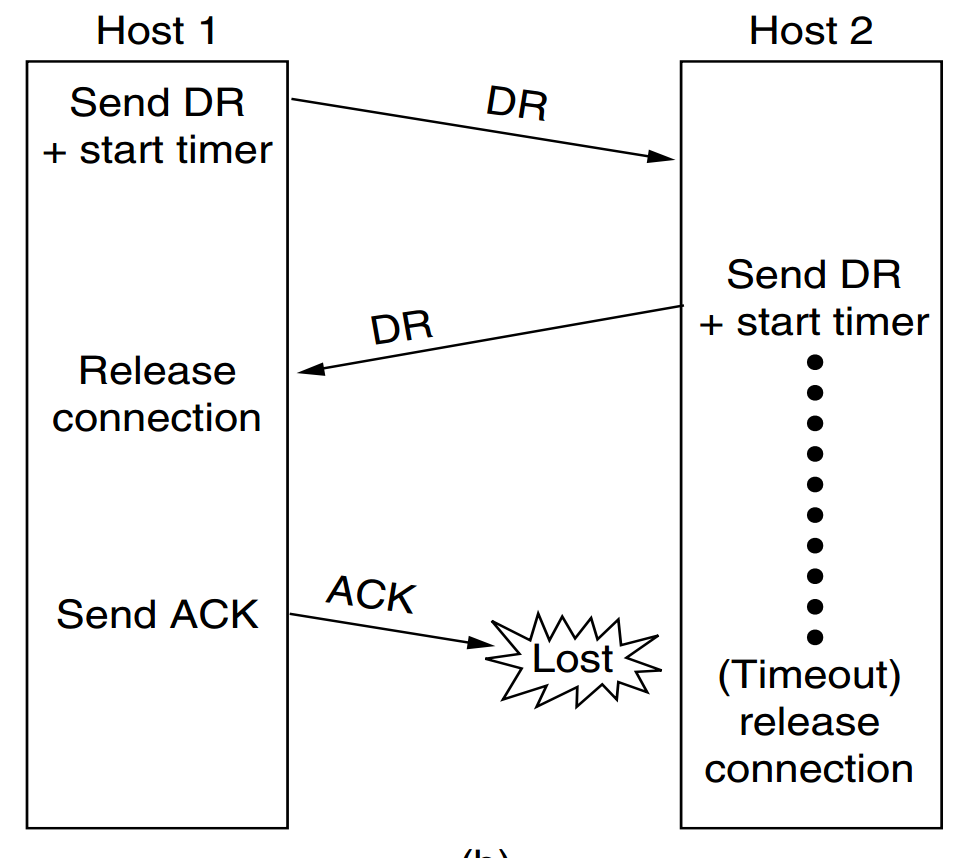 Host 1
Host 2
Send DR
+ start timer
DR
Send DR
+ start timer
DR
Release
connection
Send ACK
ACK
Lost
(Timeout)
release
connection